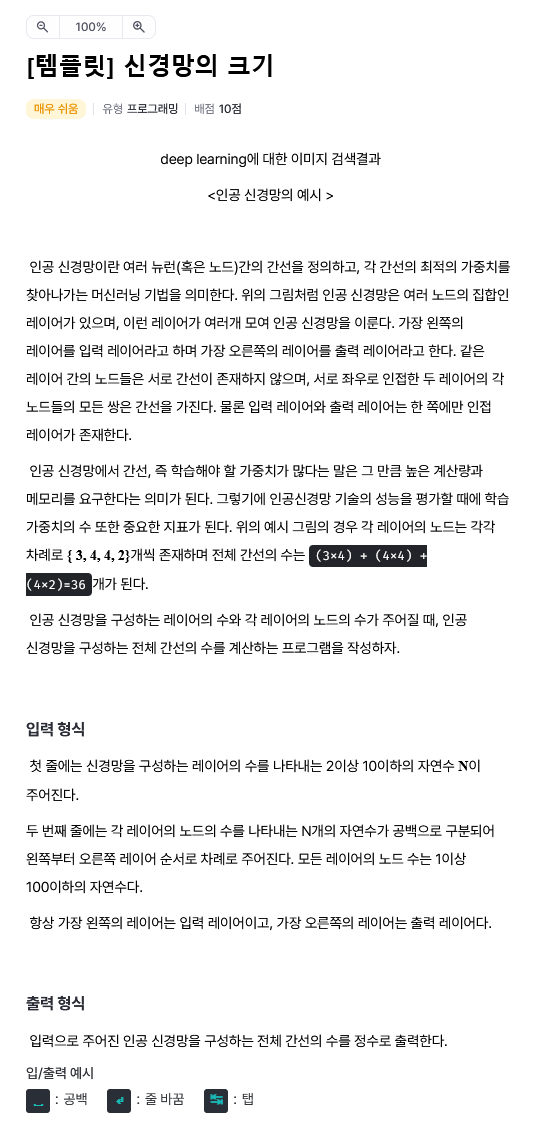 100%
[템플릿] 신경망의 크기
매우 쉬움 유형 프로그래밍 배점 10점
deep learning에 대한 이미지 검색결과
<인공 신경망의 예시 >
인공 신경망이란 여러 뉴런(혹은 노드)간의 간선을 정의하고, 각 간선의 최적의 가중치를
찾아나가는 머신러닝 기법을 의미한다. 위의 그림처럼 인공 신경망은 여러 노드의 집합인
레이어가 있으며, 이런 레이어가 여러개 모여 인공 신경망을 이룬다. 가장 왼쪽의
레이어를 입력 레이어라고 하며 가장 오른쪽의 레이어를 출력 레이어라고 한다. 같은
레이어 간의 노드들은 서로 간선이 존재하지 않으며, 서로 좌우로 인접한 두 레이어의 각
노드들의 모든 쌍은 간선을 가진다. 물론 입력 레이어와 출력 레이어는 한 쪽에만 인접
레이어가 존재한다.
인공 신경망에서 간선, 즉 학습해야 할 가중치가 많다는 말은 그 만큼 높은 계산량과
메모리를 요구한다는 의미가 된다. 그렇기에 인공신경망 기술의 성능을 평가할 때에 학습
가중치의 수 또한 중요한 지표가 된다. 위의 예시 그림의 경우 각 레이어의 노드는 각각
차례로 { 3, 4, 4, 2}개씩 존재하며 전체 간선의 수는 (3×4) + (4×4) +
(4×2)=36 개가 된다.
인공 신경망을 구성하는 레이어의 수와 각 레이어의 노드의 수가 주어질 때, 인공
신경망을 구성하는 전체 간선의 수를 계산하는 프로그램을 작성하자.
입력 형식
첫 줄에는 신경망을 구성하는 레이어의 수를 나타내는 2이상 10이하의 자연수 N이
주어진다.
두 번째 줄에는 각 레이어의 노드의 수를 나타내는 N개의 자연수가 공백으로 구분되어
왼쪽부터 오른쪽 레이어 순서로 차례로 주어진다. 모든 레이어의 노드 수는 1이상
100이하의 자연수다.
항상 가장 왼쪽의 레이어는 입력 레이어이고, 가장 오른쪽의 레이어는 출력 레이어다.
출력 형식
입력으로 주어진 인공 신경망을 구성하는 전체 간선의 수를 정수로 출력한다.
입/출력 예시
: 공백 : 줄 바꿈 : 탭